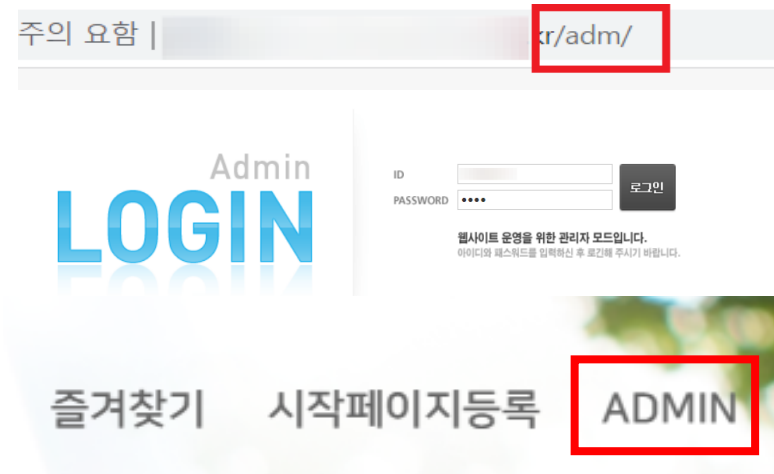 주의 요함 | kr/adm/
Admin
LOGIN
ID
PASSWORD ••••
로그인
웹사이트 운영을 위한 관리자 모드입니다.
아이디와 패스워드를 입력하신 후 로긴해 주시기 바랍니다.
즐겨찾기 시작페이지등록 ADMIN